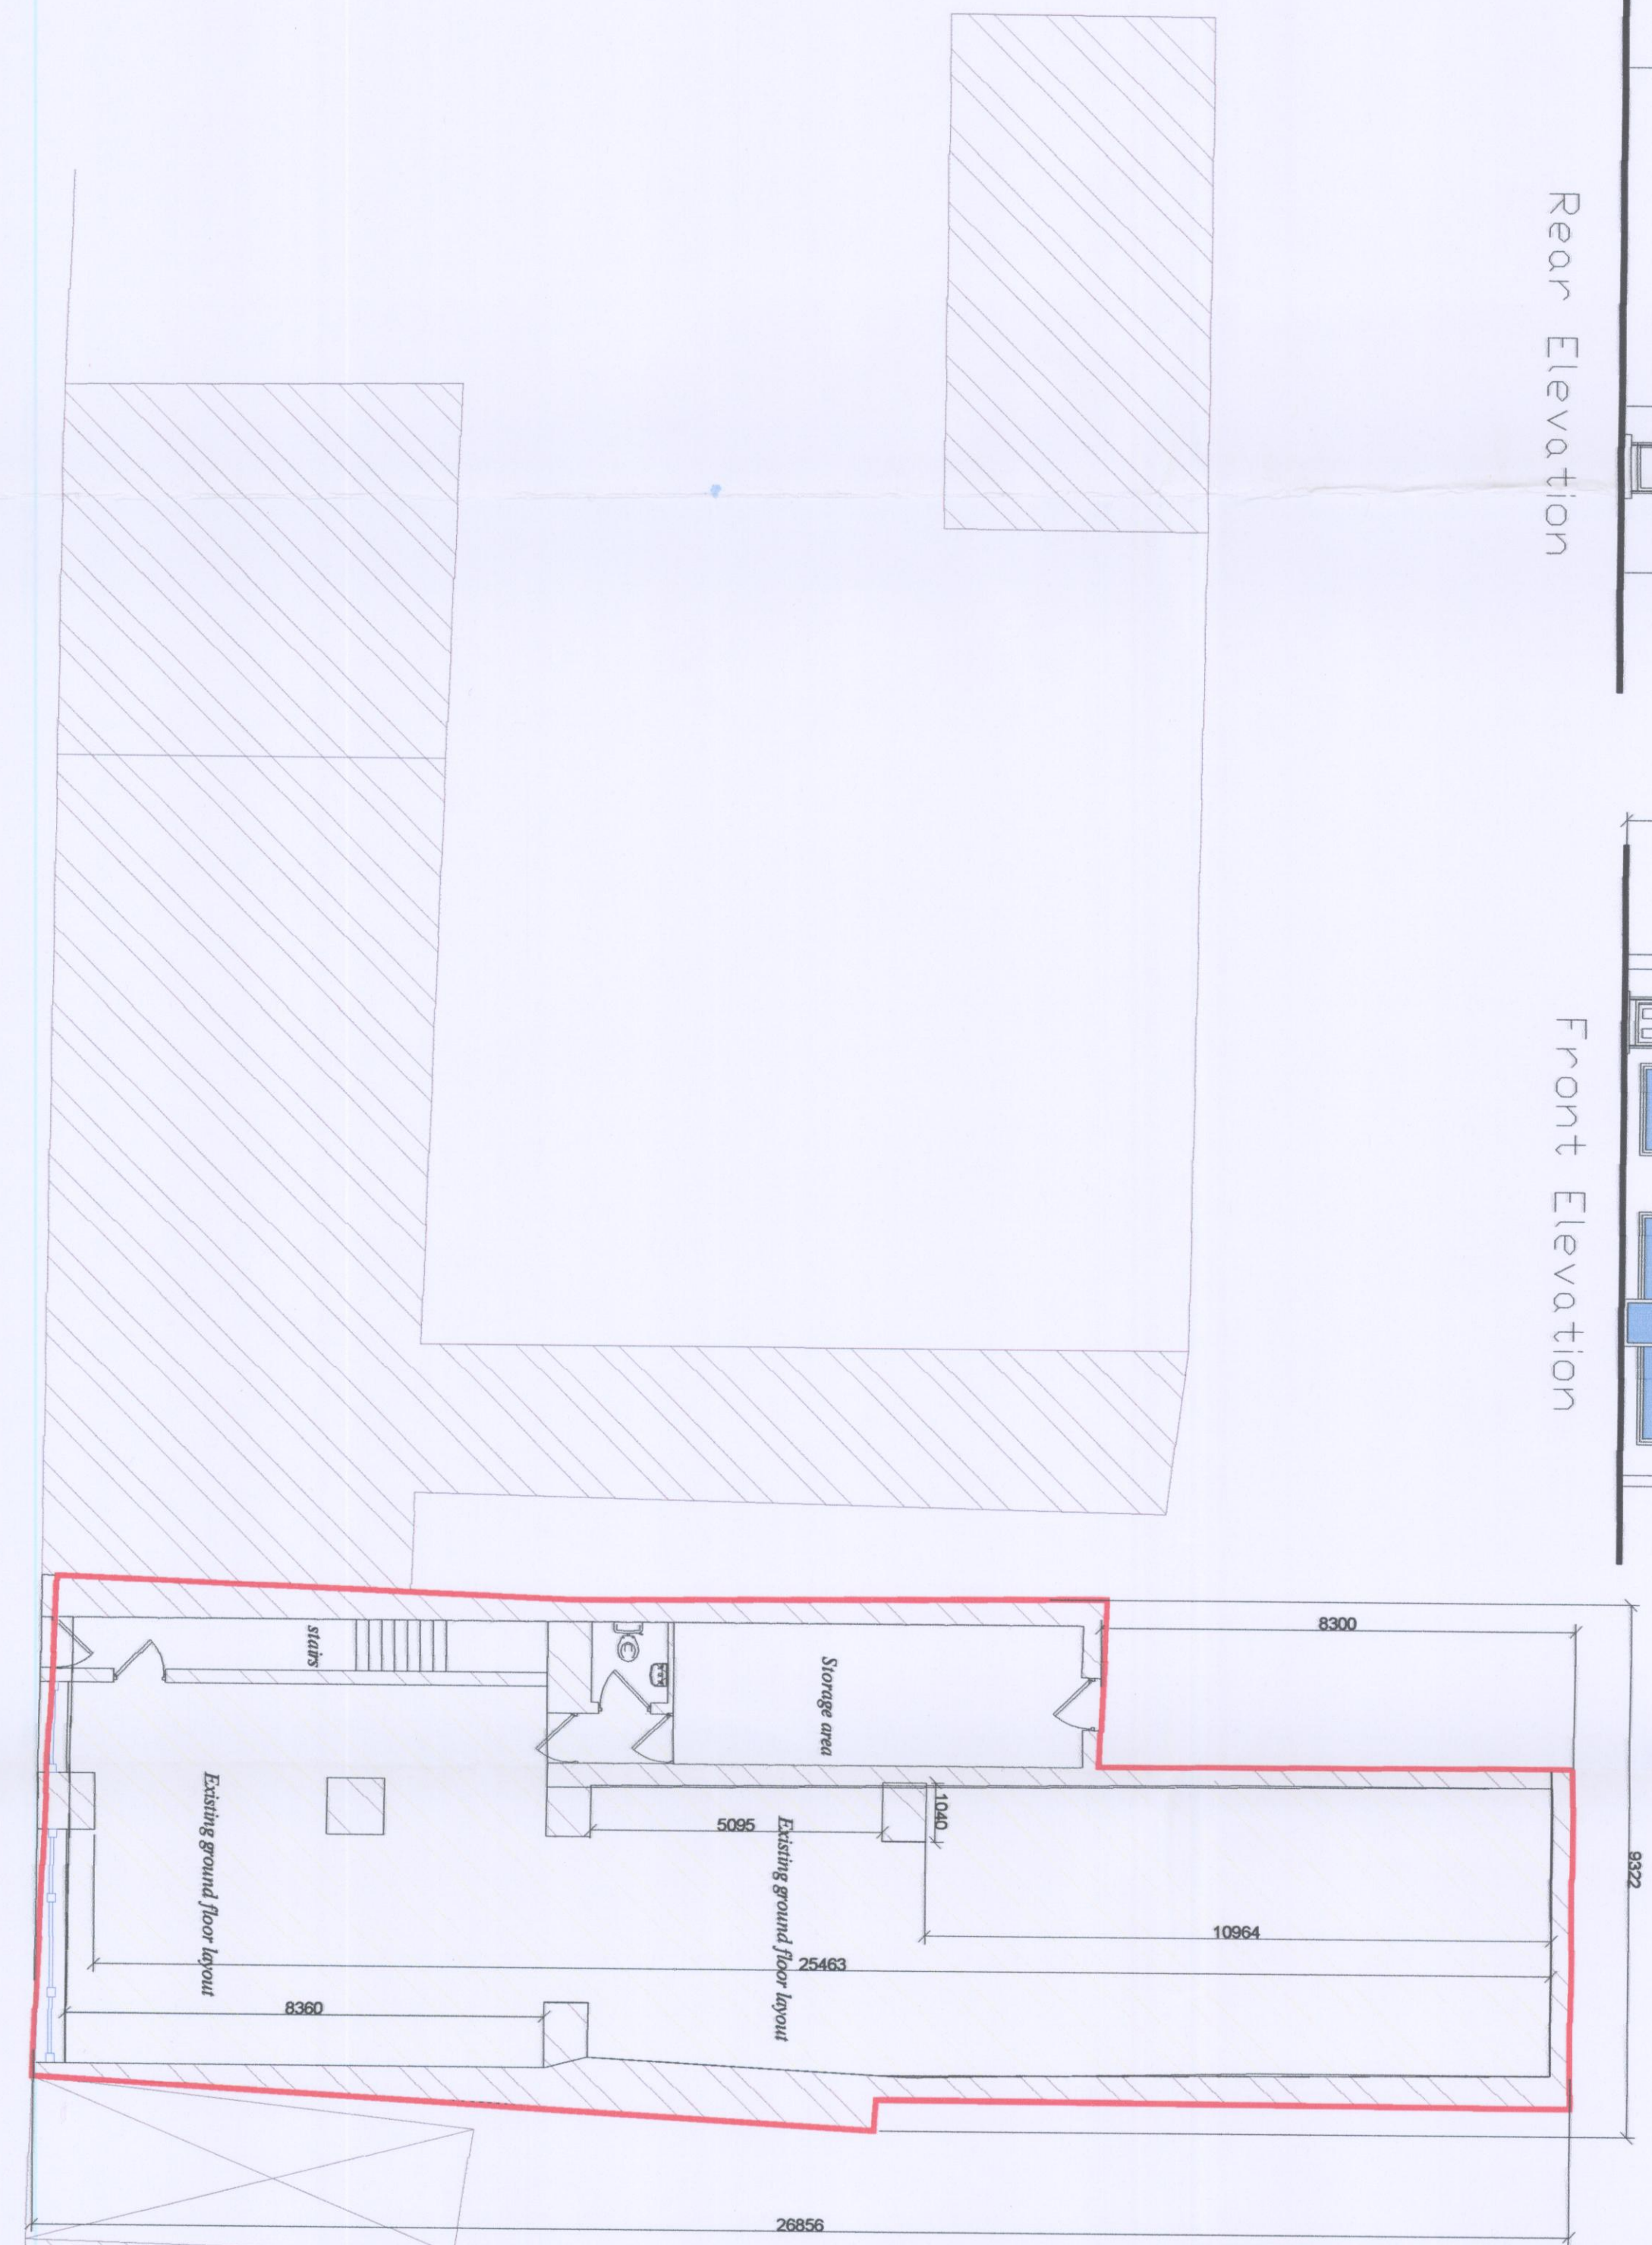 Rear Elevation
Front Elevation
8300
9322
stairs
Storage area
1040
5095
Existing ground floor layout
Existing ground floor layout
10964
25463
8360
26856